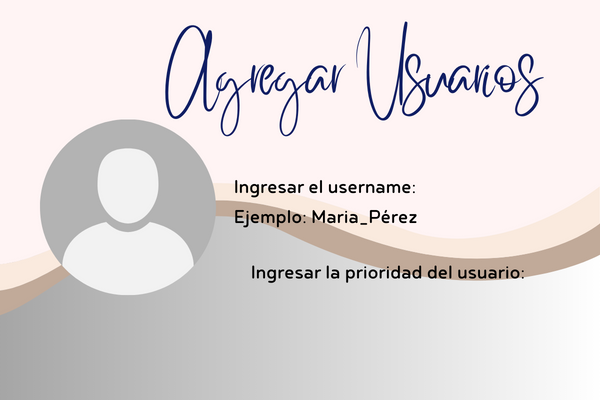 Agregar Usuarios
Ingresar el username:
Ejemplo: Maria_Pérez
Ingresar la prioridad del usuario: